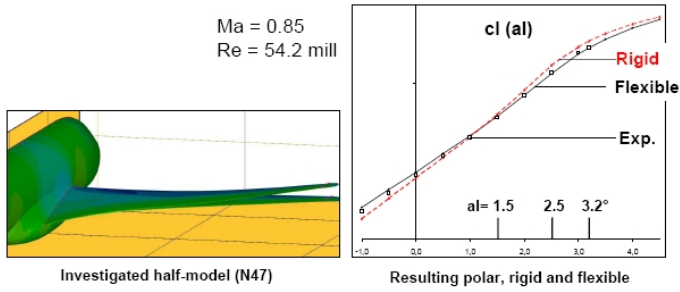 Ma = 0.85
Re = 54.2 mill
cl (al)
Rigid
Flexible
Exp.
al= 1.5 2.5 3.2°
-1,0 0,0 1,0 2,0 3,0 4,0
Investigated half-model (N47)
Resulting polar, rigid and flexible